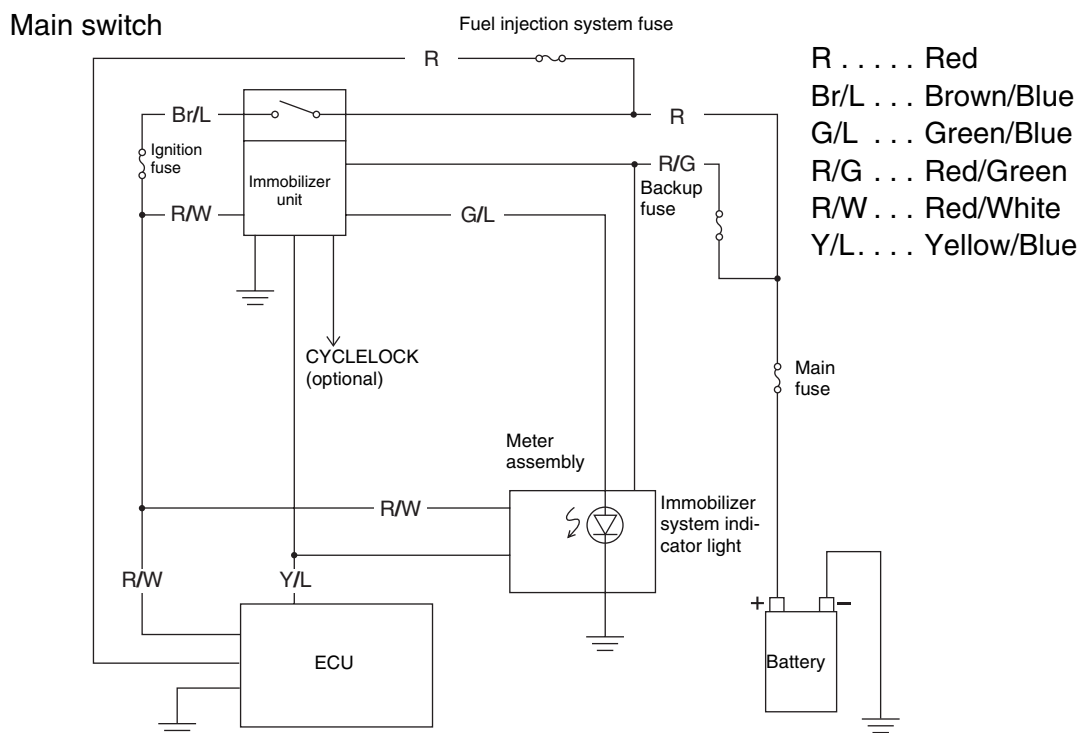 Main switch
Fuel injection system fuse
R
R . . . . . Red
Br/L . . . Brown/Blue
G/L . . . Green/Blue
R/G . . . Red/Green
R/W . . . Red/White
Y/L . . . . Yellow/Blue
Br/L
R
Ignition
fuse
Immobilizer
unit
R/G
Backup
fuse
R/W
G/L
CYCLELOCK
(optional)
Main
fuse
Meter
assembly
R/W
Immobilizer
system indi-
cator light
R/W
Y/L
+
−
ECU
Battery